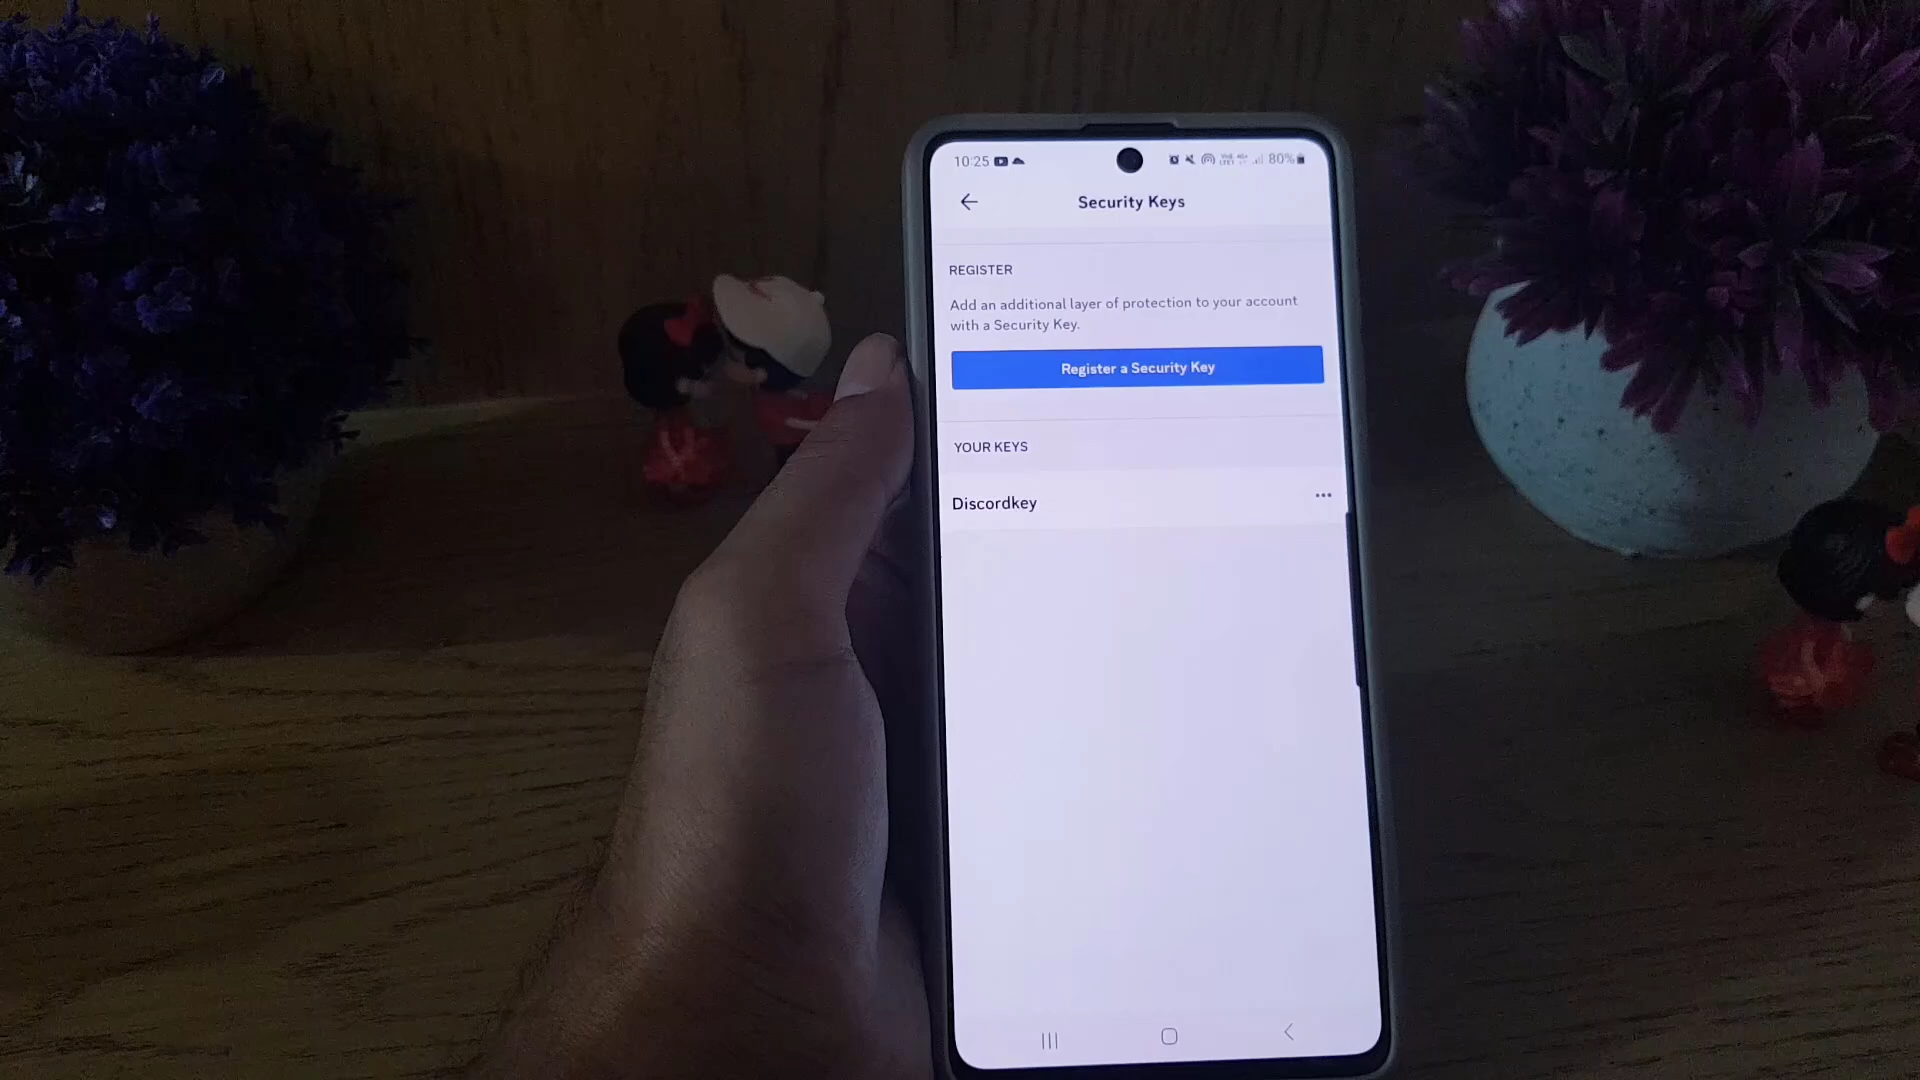 10:25 80%
Security Keys
REGISTER
Add an additional layer of protection to your account
with a Security Key.
Register a Security Key
YOUR KEYS
Discordkey